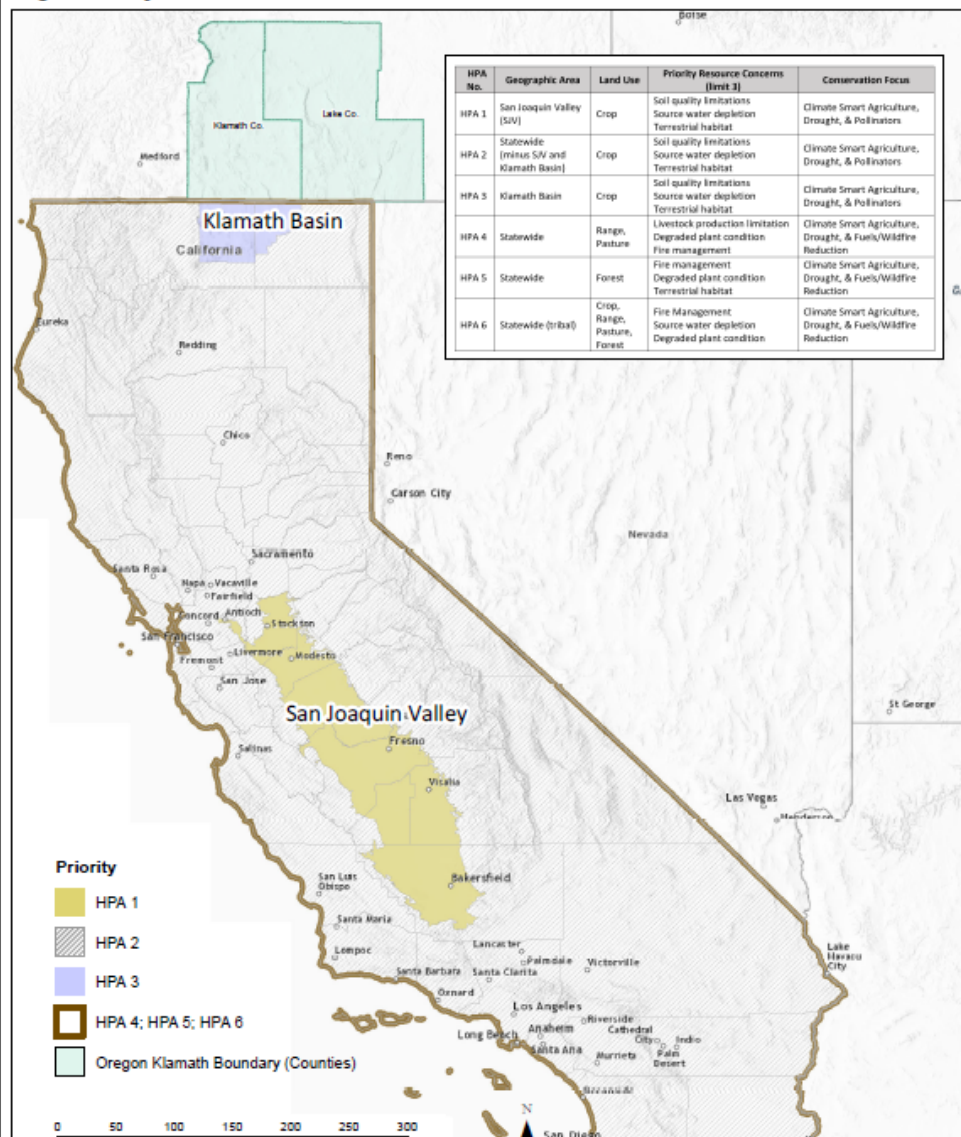 Boise
HPA No.
Geographic Area
Land Use
Priority Resource Concerns (limit 3)
Conservation Focus
HPA 1
San Joaquin Valley (SJV)
Crop
Soil quality limitations
Source water depletion
Terrestrial habitat
Climate Smart Agriculture,
Drought, & Pollinators
HPA 2
Statewide
(minus SJV and
Klamath Basin)
Crop
Soil quality limitations
Source water depletion
Terrestrial habitat
Climate Smart Agriculture,
Drought, & Pollinators
HPA 3
Klamath Basin
Crop
Soil quality limitations
Source water depletion
Terrestrial habitat
Climate Smart Agriculture,
Drought, & Pollinators
HPA 4
Statewide
Range,
Pasture
Livestock production limitation
Degraded plant condition
Fire management
Climate Smart Agriculture,
Drought, & Fuels/Wildfire
Reduction
HPA 5
Statewide
Forest
Fire management
Degraded plant condition
Terrestrial habitat
Climate Smart Agriculture,
Drought, & Fuels/Wildfire
Reduction
HPA 6
Statewide (tribal)
Crop,
Range,
Pasture,
Forest
Fire Management
Source water depletion
Degraded plant condition
Climate Smart Agriculture,
Drought, & Fuels/Wildfire
Reduction
Lake Co.
Klamath Co.
Medford
Klamath Basin
California
Eureka
Redding
Chico
Reno
Carson City
Nevada
Sacramento
Santa Rosa
Napa
Vacaville
Fairfield
Concord
Antioch
Stockton
San Francisco
Livermore
Modesto
Fremont
San Jose
San Joaquin Valley
St George
Salinas
Fresno
Visalia
Las Vegas
Henderson
Priority
HPA 1
HPA 2
HPA 3
HPA 4; HPA 5; HPA 6
Oregon Klamath Boundary (Counties)
San Luis
Obispo
Bakersfield
Santa Maria
Lompoc
Lancaster
Palmdale
Victorville
Lake
Havasu
City
Santa Barbara
Santa Clarita
Oxnard
Los Angeles
Riverside
Long Beach
Anaheim
Cathedral
City
Indio
Santa Ana
Palm
Desert
Murrieta
Oceanside
N
San Diego
0 50 100 150 200 300